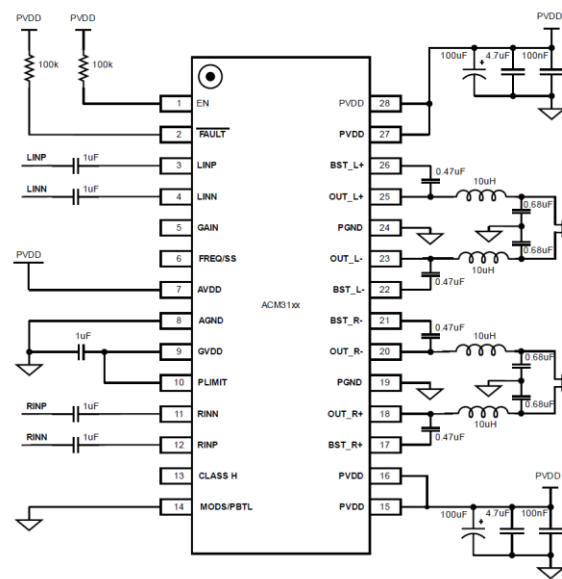 PVDD PVDD
100k 100k
1 EN
2 FAULT
LINP 1uF 3 LINP
LINN 1uF 4 LINN
5 GAIN
6 FREQ/SS
PVDD
7 AVDD
8 AGND
1uF
9 GVDD
10 PLIMIT
RINP 1uF 11 RINN
RINN 1uF 12 RINP
13 CLASS H
14 MODS/PBTL
ACM31xx
PVDD
100uF + 4.7uF 100nF
PVDD 28
PVDD 27
BST_L+ 26
0.47uF
10uH
OUT_L+ 25
0.68uF
PGND 24
0.68uF
OUT_L- 23
10uH
0.47uF
BST_L- 22
BST_R- 21
0.47uF
10uH
OUT_R- 20
0.68uF
PGND 19
0.68uF
OUT_R+ 18
10uH
0.47uF
BST_R+ 17
PVDD 16
PVDD 15
PVDD
100uF + 4.7uF 100nF